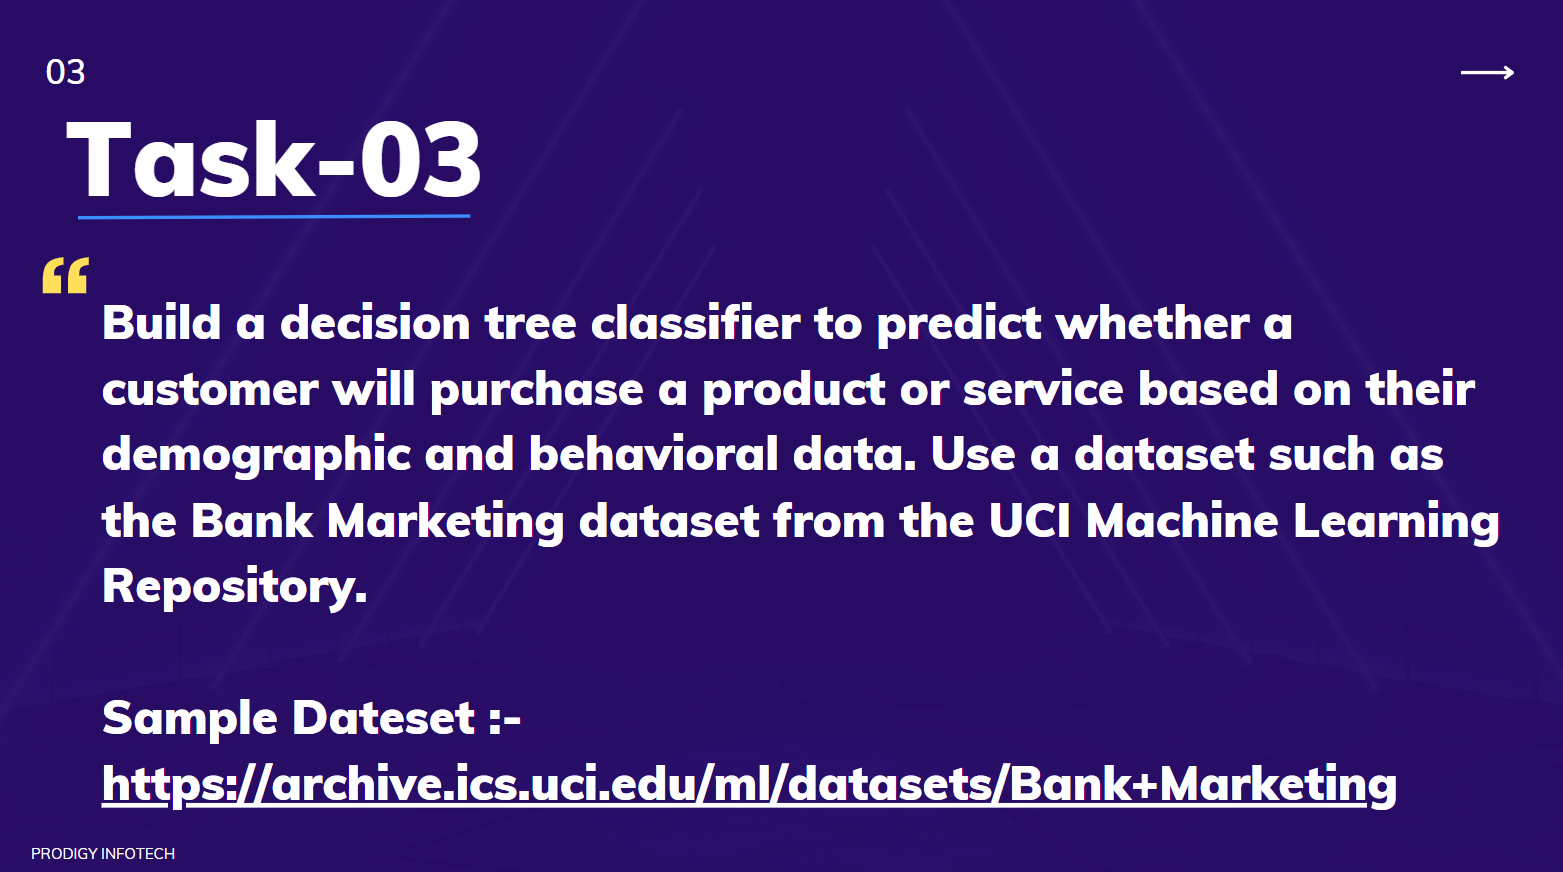 03
Task-03
“
Build a decision tree classifier to predict whether a
customer will purchase a product or service based on their
demographic and behavioral data. Use a dataset such as
the Bank Marketing dataset from the UCI Machine Learning
Repository.
Sample Dateset :-
https://archive.ics.uci.edu/ml/datasets/Bank+Marketing
PRODIGY INFOTECH